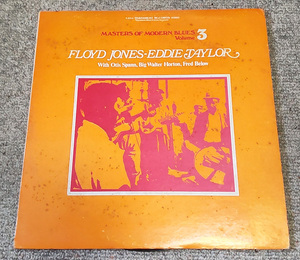 MASTERS OF MODERN BLUES
Volume 3
FLOYD JONES-EDDIE TAYLOR
With Otis Spann, Big Walter Horton, Fred Below